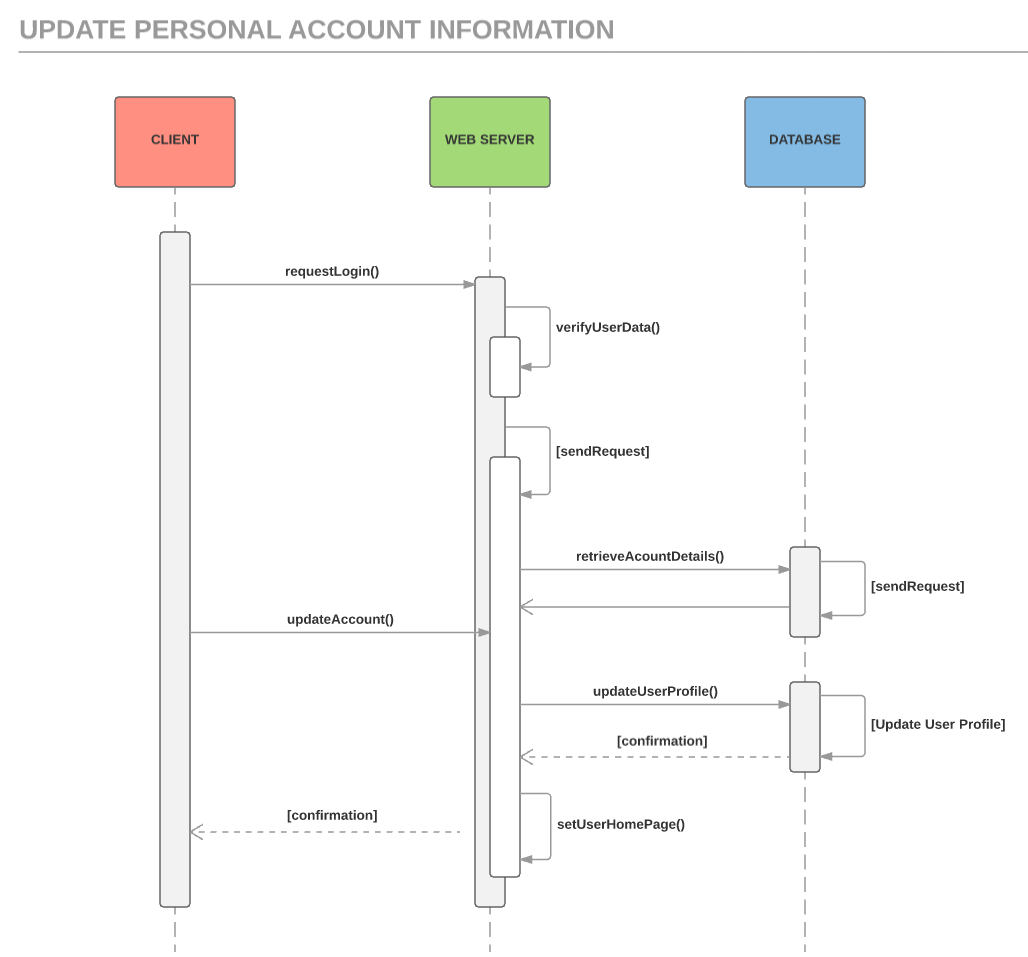 UPDATE PERSONAL ACCOUNT INFORMATION
CLIENT
WEB SERVER
DATABASE
requestLogin()
verifyUserData()
[sendRequest]
retrieveAcountDetails()
[sendRequest]
updateAccount()
updateUserProfile()
[Update User Profile]
[confirmation]
[confirmation]
setUserHomePage()